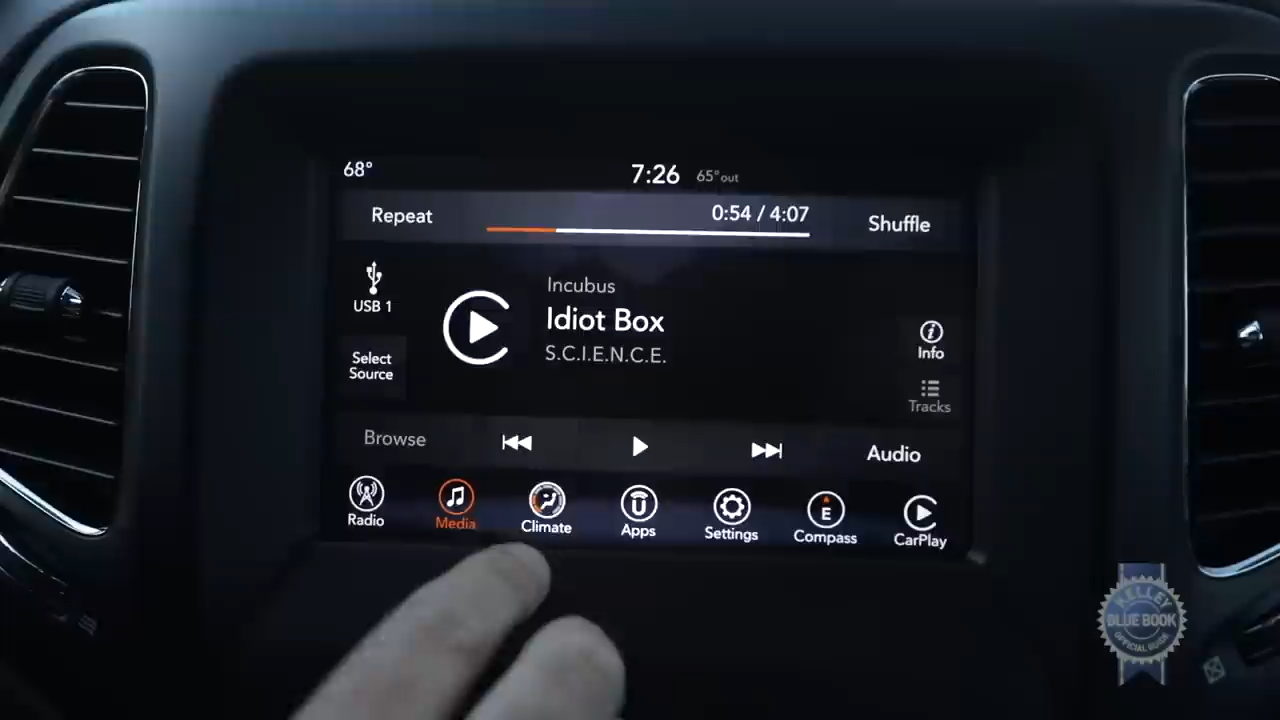 68°
7:26
65°out
Repeat
0:54 / 4:07
Shuffle
USB 1
Incubus
Idiot Box
S.C.I.E.N.C.E.
Select
Source
Info
Tracks
Browse
Audio
Radio
Media
Climate
Apps
Settings
E
Compass
CarPlay
KELLEY
BLUE BOOK
OFFICIAL GUIDE